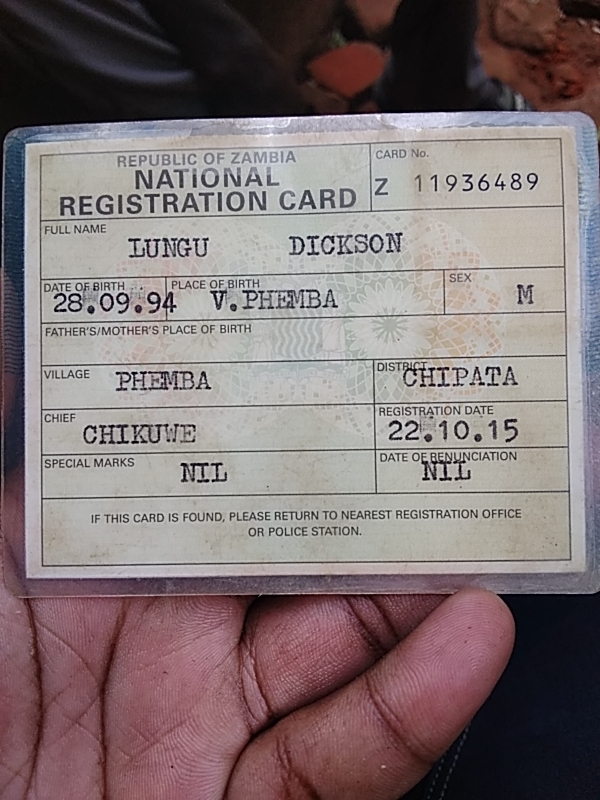 REPUBLIC OF ZAMBIA
NATIONAL
REGISTRATION CARD
CARD No.
Z 11936489
FULL NAME
LUNGU DICKSON
DATE OF BIRTH
28.09.94
PLACE OF BIRTH
V.PHEMBA
SEX
M
FATHER'S/MOTHER'S PLACE OF BIRTH
VILLAGE PHEMBA
DISTRICT
CHIPATA
CHIEF
CHIKUWE
REGISTRATION DATE
22.10.15
SPECIAL MARKS
NIL
DATE OF RENUNCIATION
NIL
IF THIS CARD IS FOUND, PLEASE RETURN TO NEAREST REGISTRATION OFFICE
OR POLICE STATION.